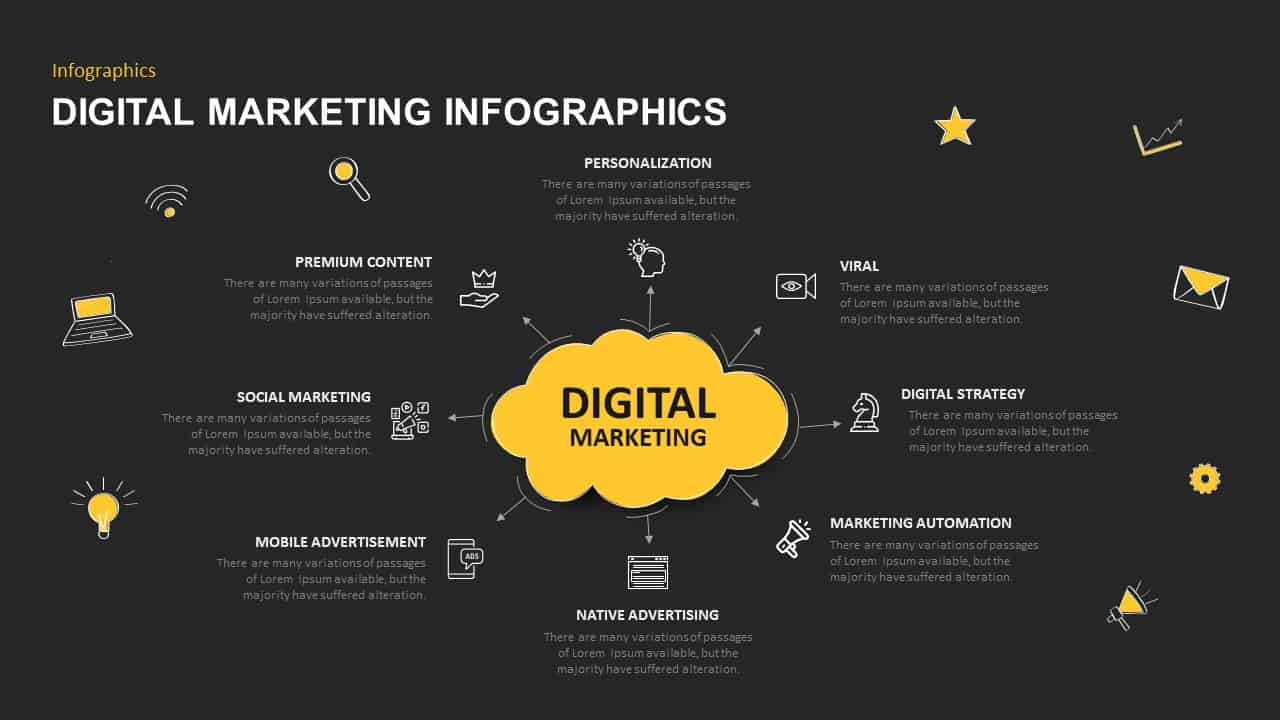 Infographics
DIGITAL MARKETING INFOGRAPHICS
PERSONALIZATION
There are many variations of passages
of Lorem Ipsum available, but the
majority have suffered alteration.
PREMIUM CONTENT
There are many variations of passages
of Lorem Ipsum available, but the
majority have suffered alteration.
VIRAL
There are many variations of passages
of Lorem Ipsum available, but the
majority have suffered alteration.
SOCIAL MARKETING
There are many variations of passages
of Lorem Ipsum available, but the
majority have suffered alteration.
DIGITAL
MARKETING
DIGITAL STRATEGY
There are many variations of passages
of Lorem Ipsum available, but the
majority have suffered alteration.
MOBILE ADVERTISEMENT
There are many variations of passages
of Lorem Ipsum available, but the
majority have suffered alteration.
ADS
MARKETING AUTOMATION
There are many variations of passages
of Lorem Ipsum available, but the
majority have suffered alteration.
NATIVE ADVERTISING
There are many variations of passages
of Lorem Ipsum available, but the
majority have suffered alteration.